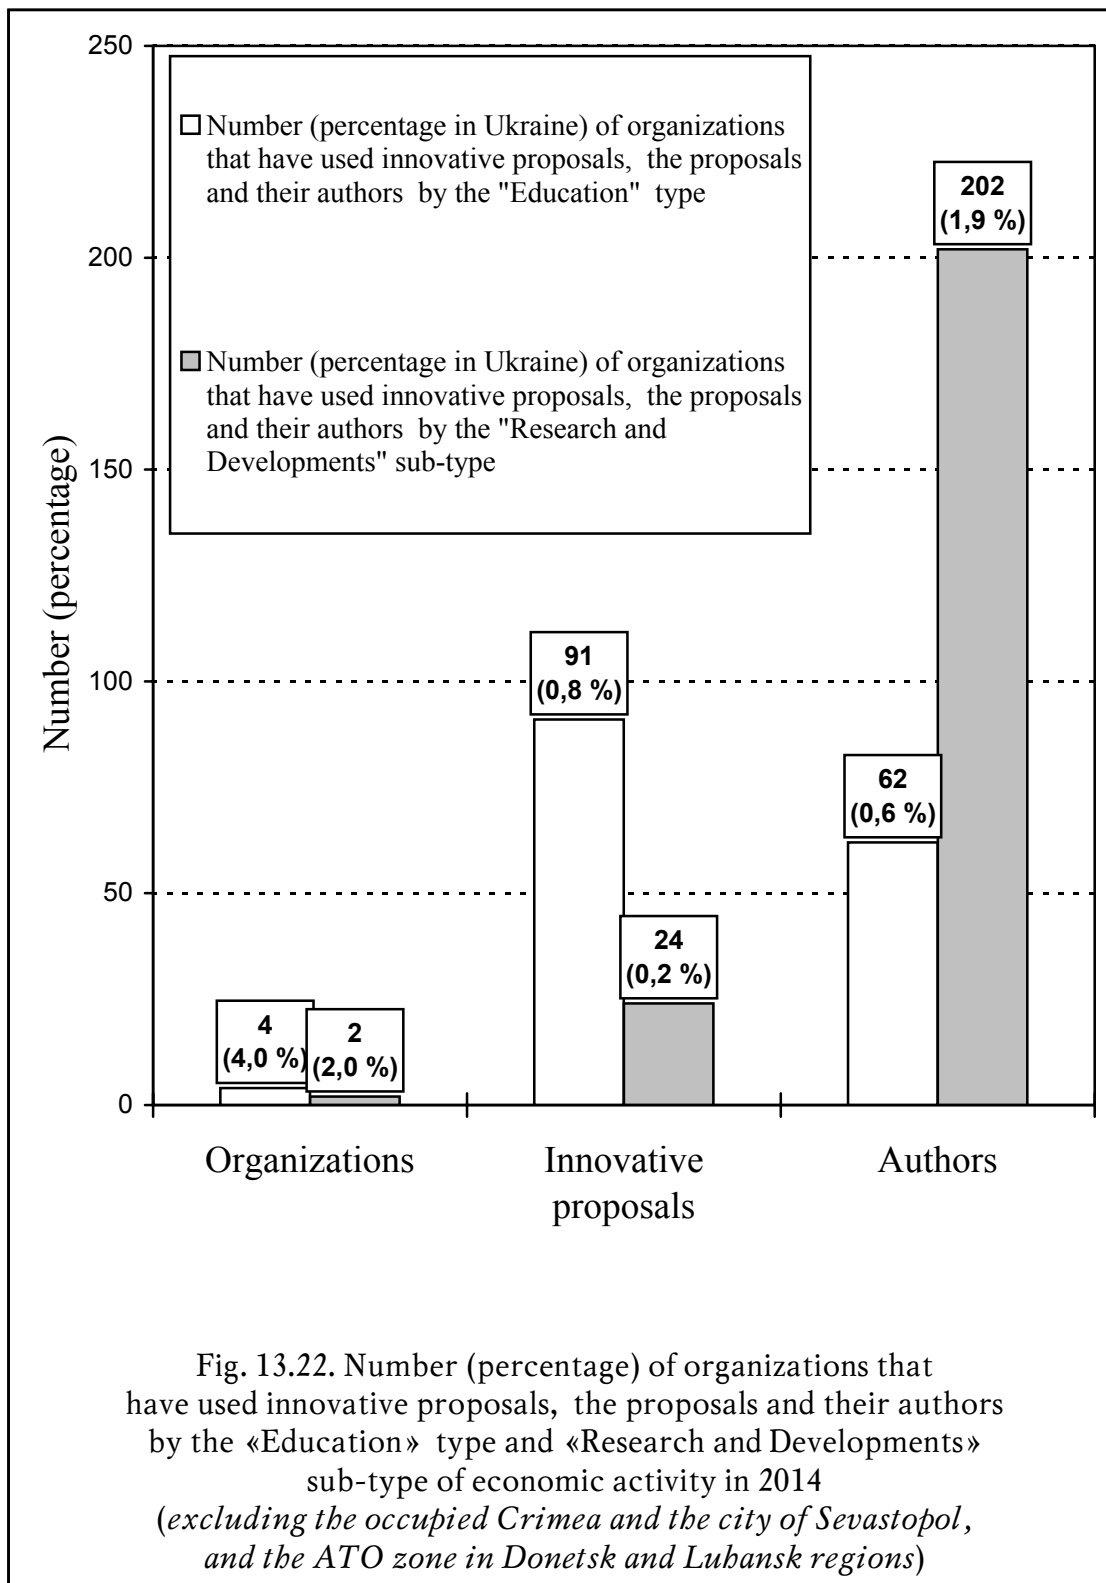 250
200
150
100
50
0
Number (percentage)
Number (percentage in Ukraine) of organizations
that have used innovative proposals, the proposals
and their authors by the "Education" type
Number (percentage in Ukraine) of organizations
that have used innovative proposals, the proposals
and their authors by the "Research and
Developments" sub-type
4
(4,0 %)
2
(2,0 %)
91
(0,8 %)
24
(0,2 %)
62
(0,6 %)
202
(1,9 %)
Organizations
Innovative
proposals
Authors
Fig. 13.22. Number (percentage) of organizations that
have used innovative proposals, the proposals and their authors
by the «Education» type and «Research and Developments»
sub-type of economic activity in 2014
(excluding the occupied Crimea and the city of Sevastopol,
and the ATO zone in Donetsk and Luhansk regions)